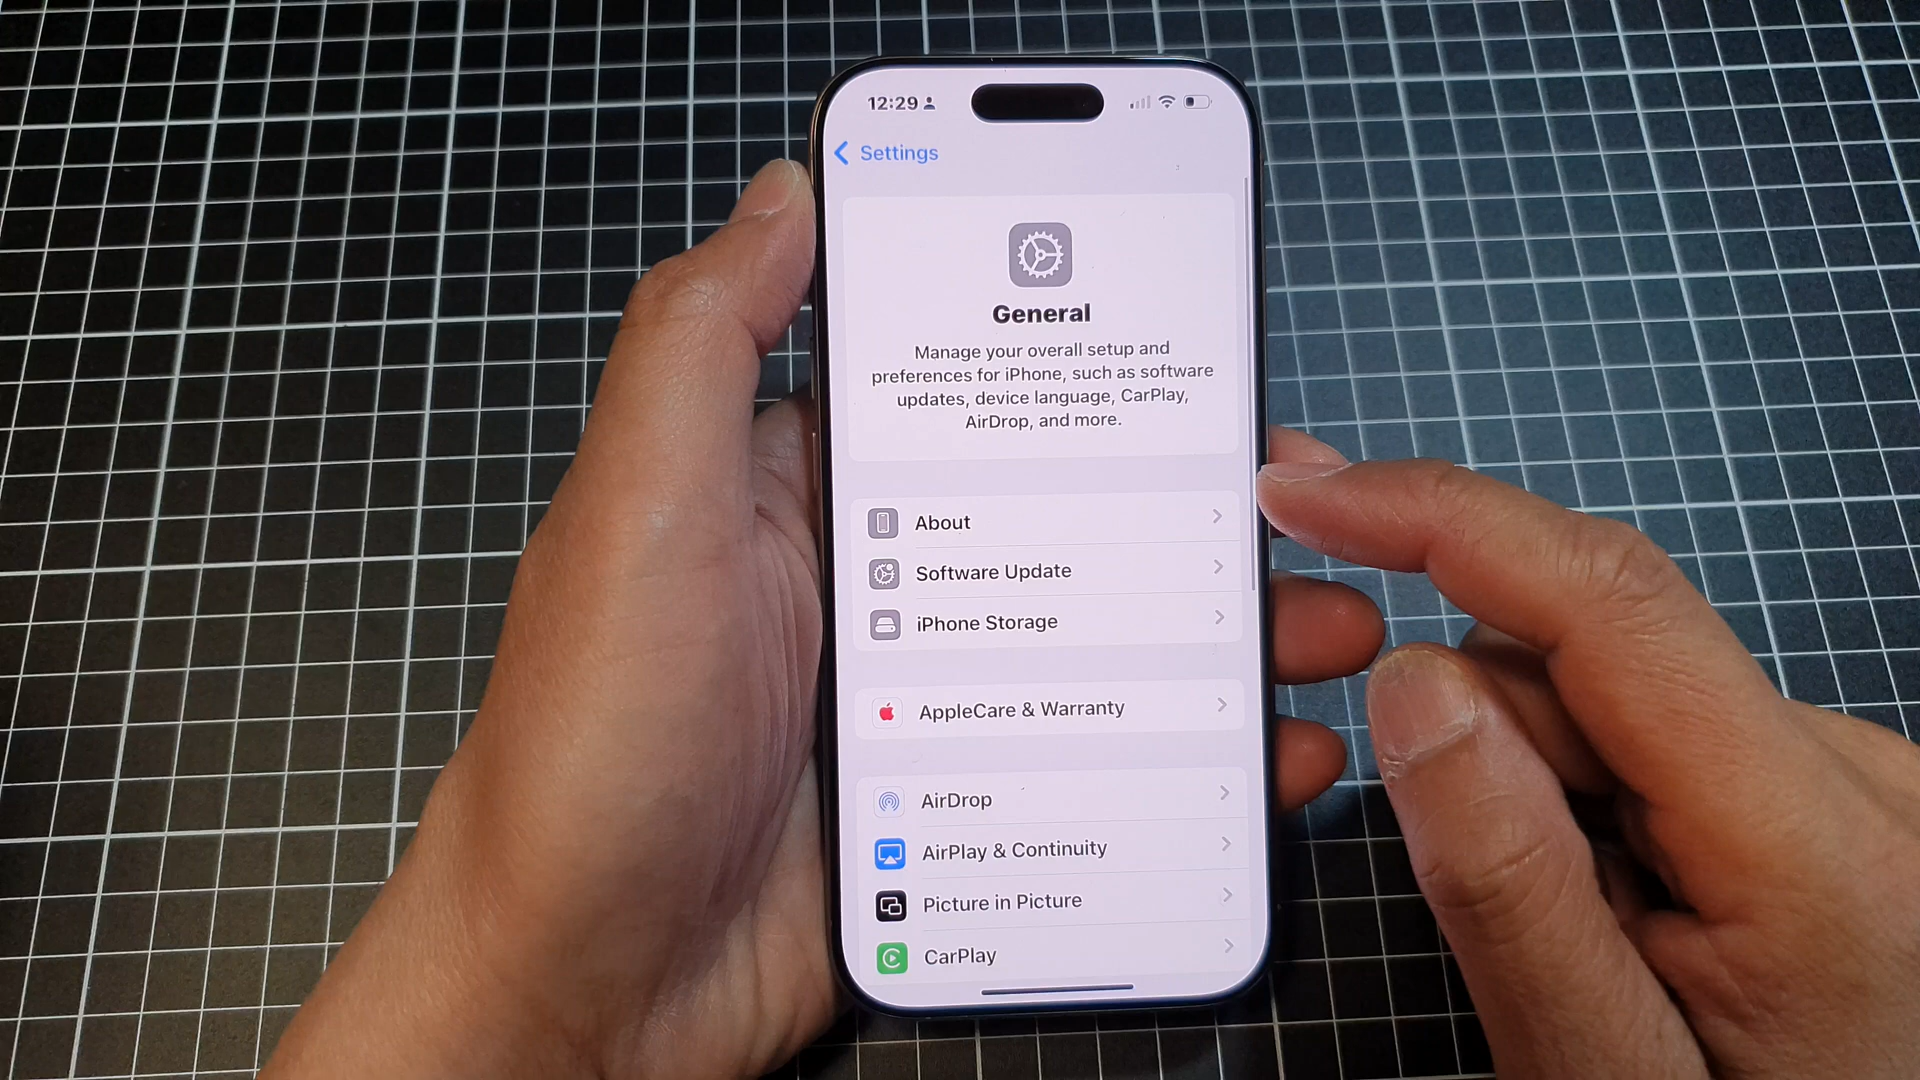 12:29
Settings
General
Manage your overall setup and
preferences for iPhone, such as software
updates, device language, CarPlay,
AirDrop, and more.
About
Software Update
iPhone Storage
AppleCare & Warranty
AirDrop
AirPlay & Continuity
Picture in Picture
CarPlay